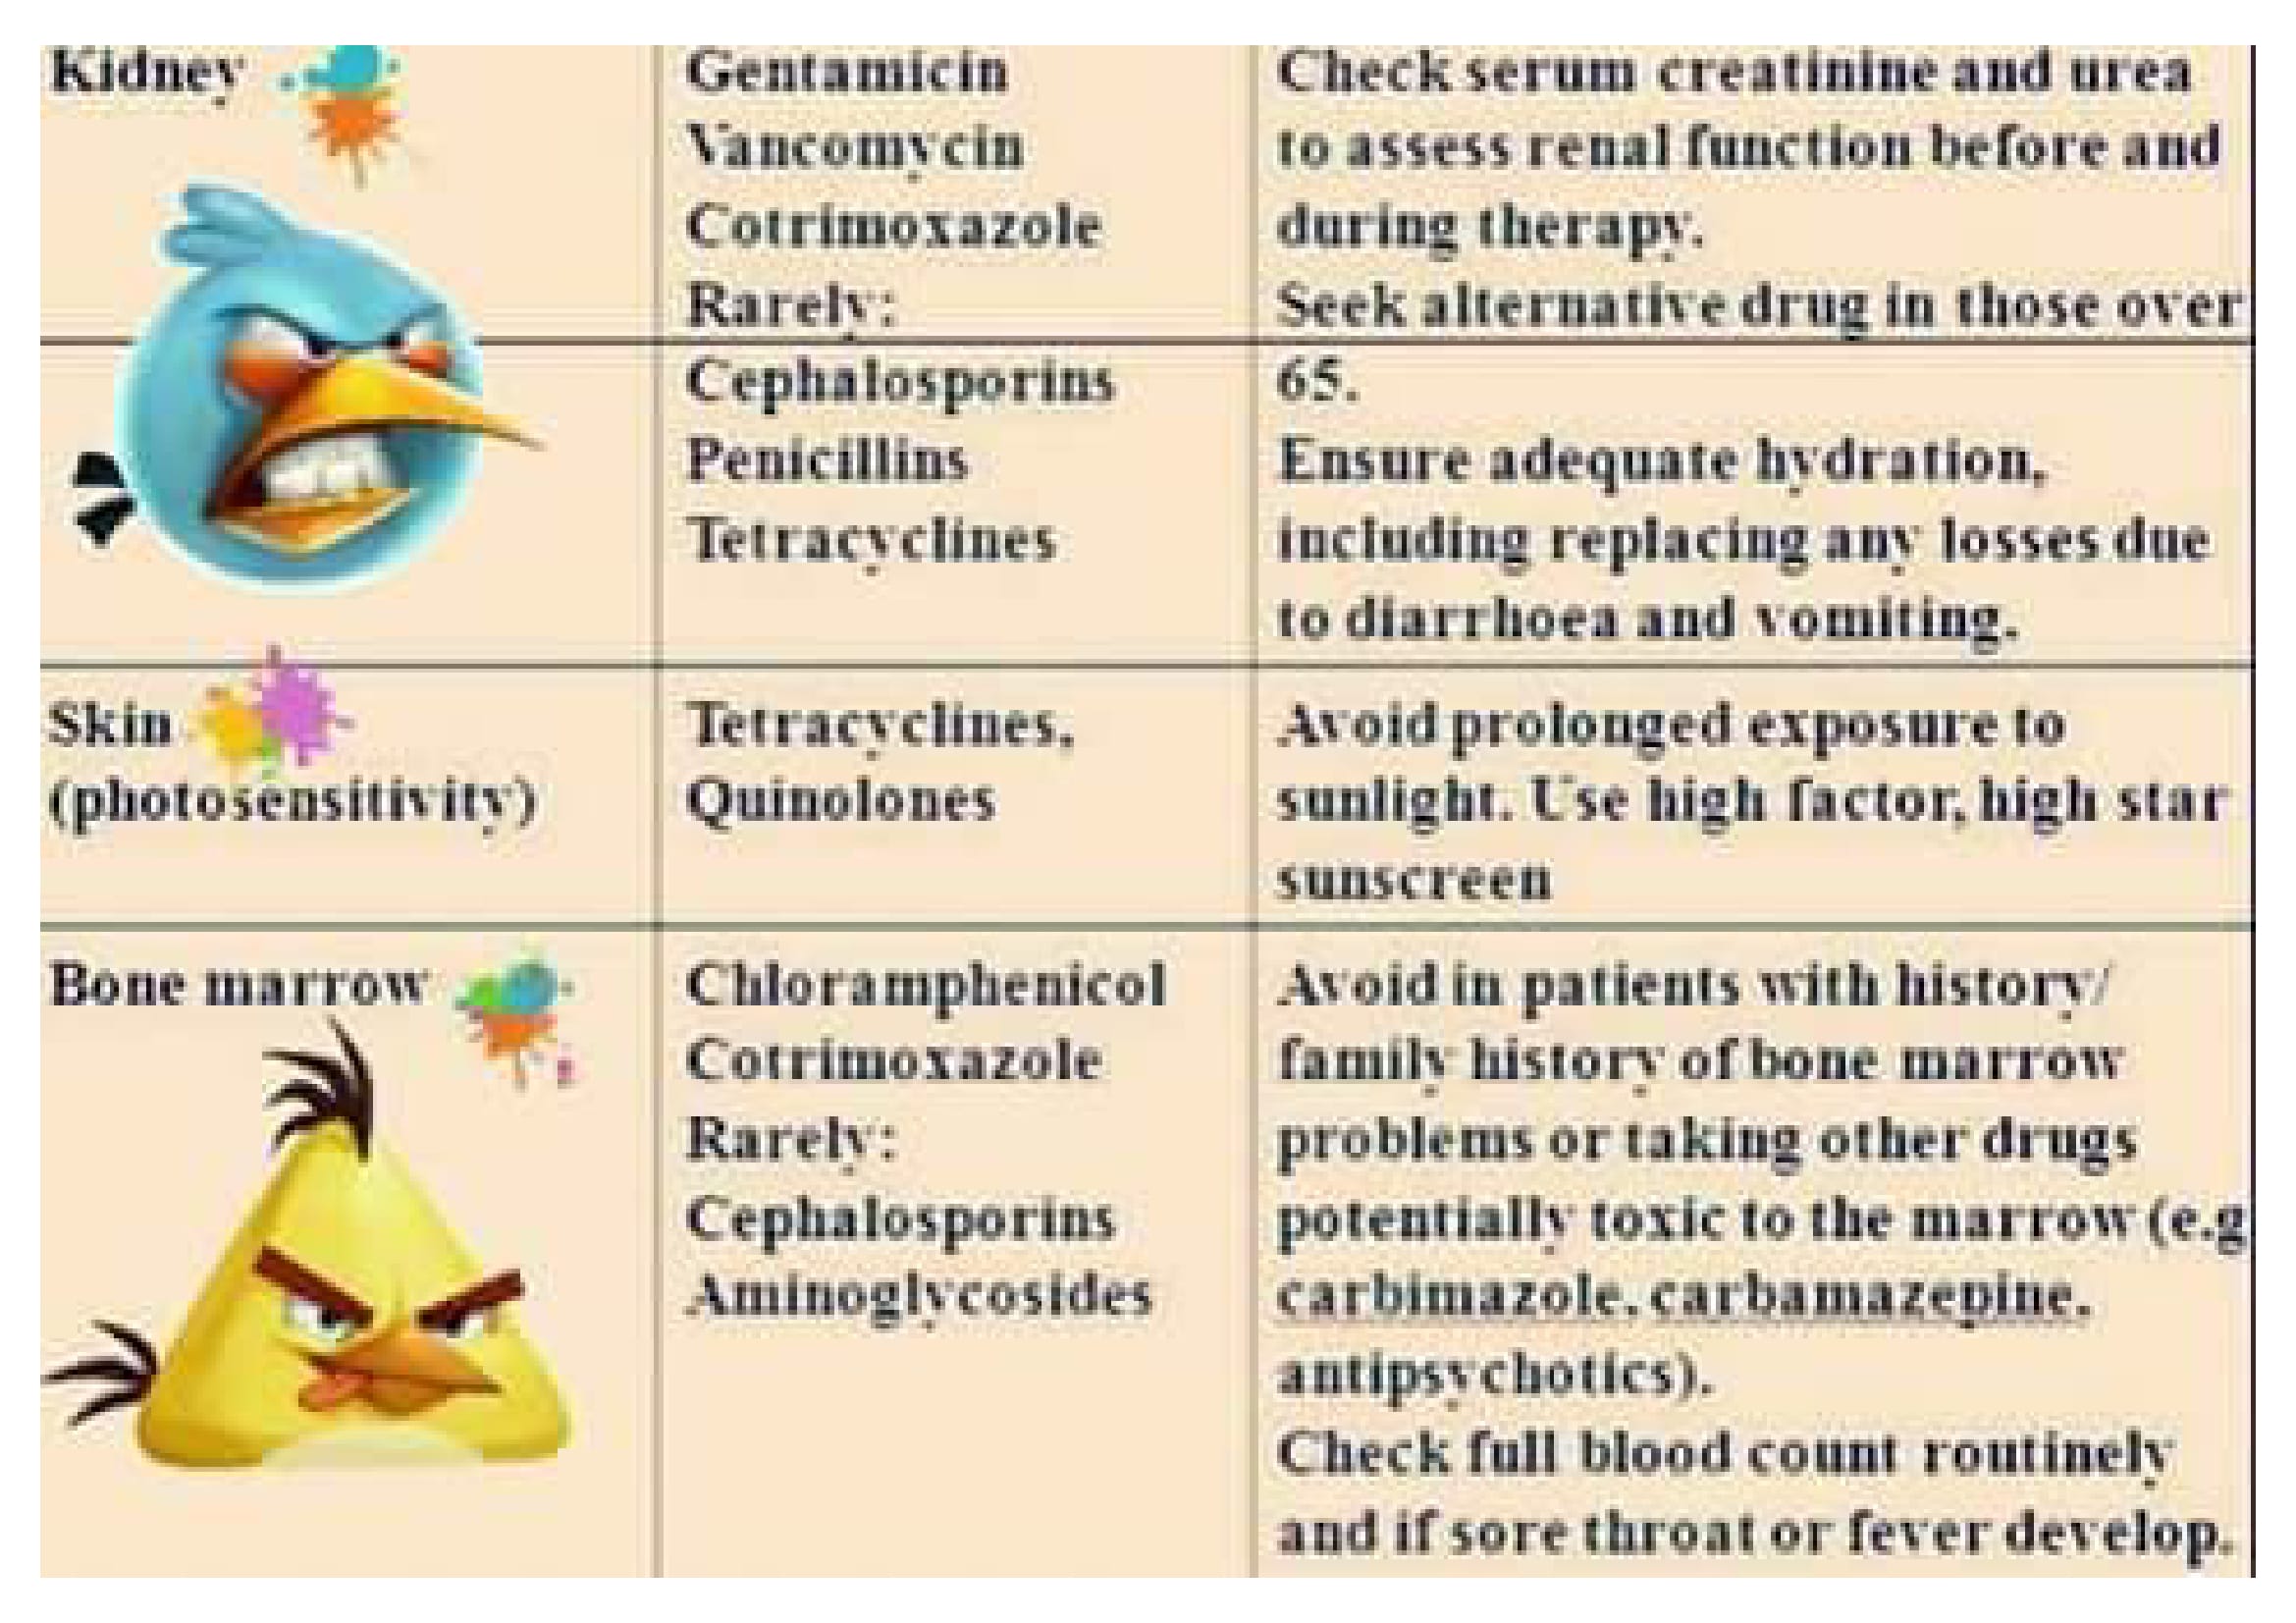 Kidney
Gentamicin
Vancomycin
Cotrimoxazole
Rarely:
Check serum creatinine and urea
to assess renal function before and
during therapy.
Seek alternative drug in those over
Cephalosporins
Penicillins
Tetracyclines
65.
Ensure adequate hydration,
including replacing any losses due
to diarrhoea and vomiting.
Skin
(photosensitivity)
Tetracyclines,
Quinolones
Avoid prolonged exposure to
sunlight. Use high factor, high star
sunscreen
Bone marrow
Chloramphenicol
Cotrimoxazole
Rarely:
Cephalosporins
Aminoglycosides
Avoid in patients with history/
family history of bone marrow
problems or taking other drugs
potentially toxic to the marrow (e.g
carbimazole, carbamazepine,
antipsychotics).
Check full blood count routinely
and if sore throat or fever develop.